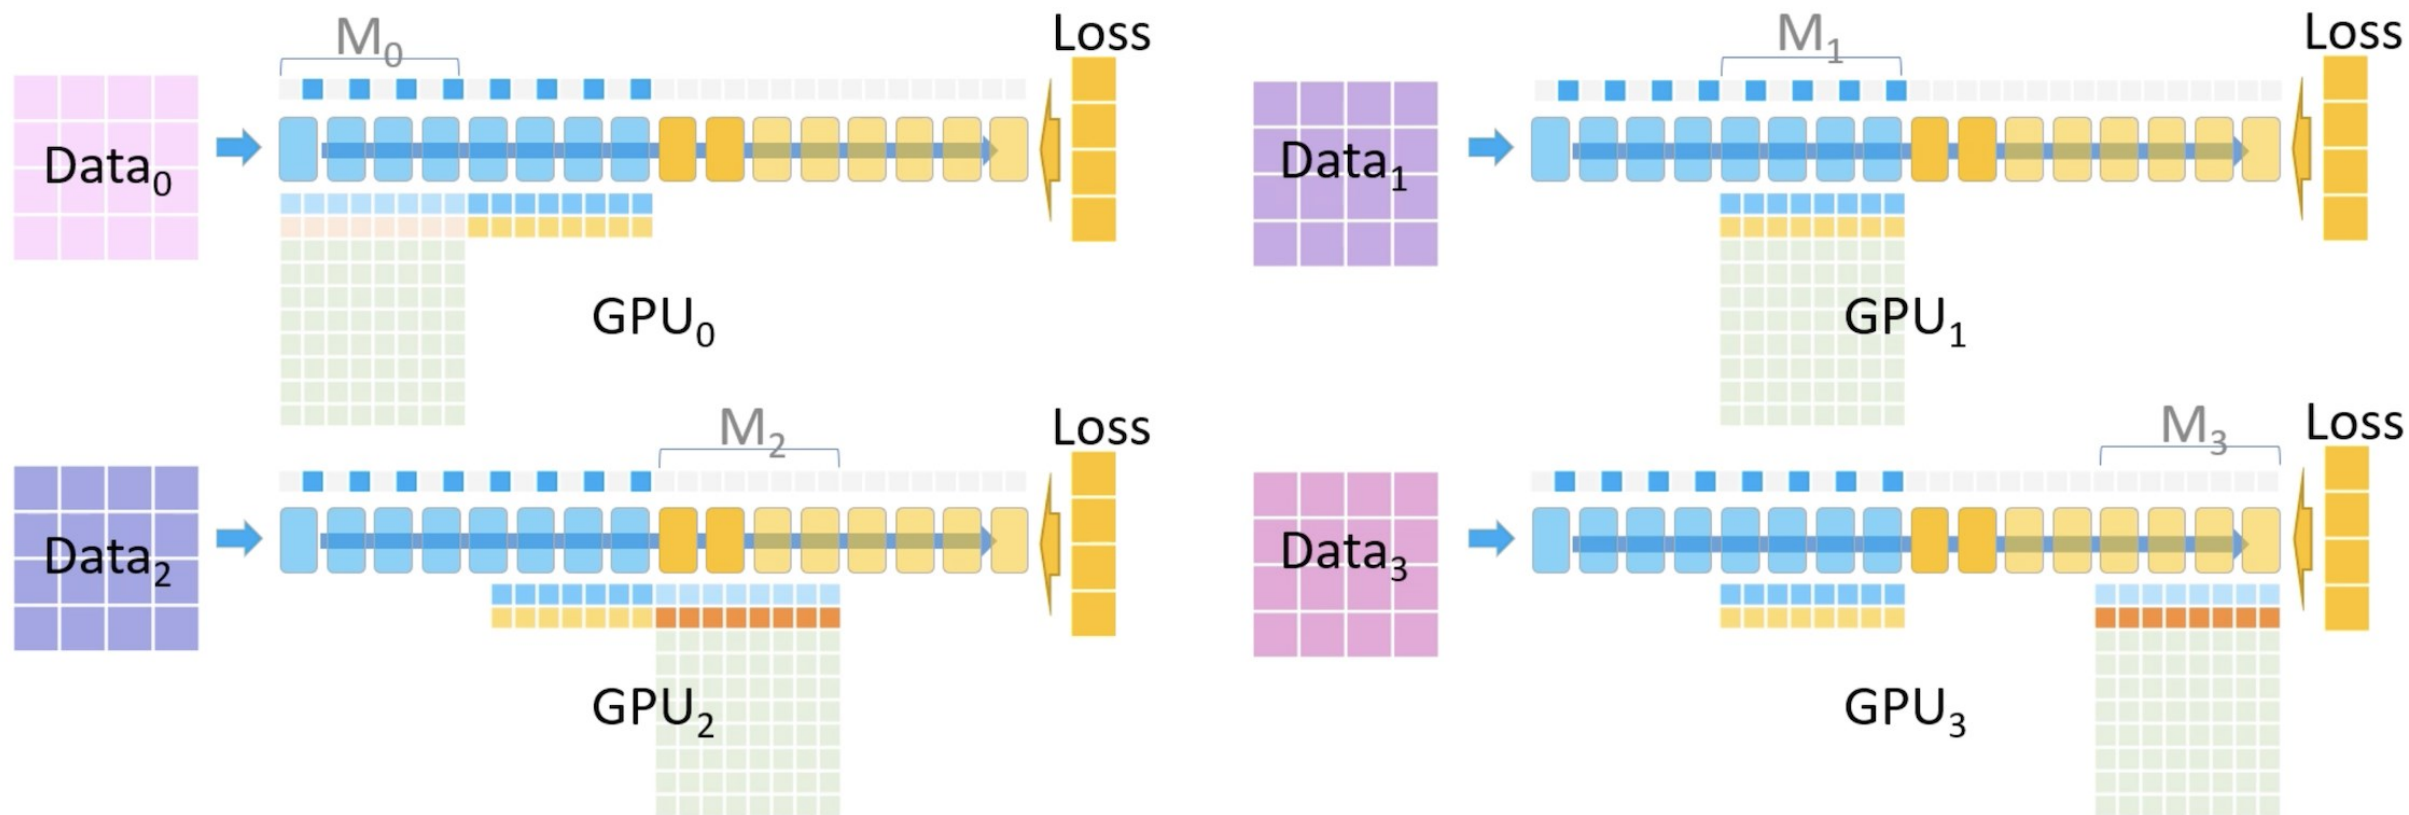 M₀
Loss
Data₀
GPU₀
M₁
Loss
Data₁
GPU₁
M₂
Loss
Data₂
GPU₂
M₃
Loss
Data₃
GPU₃